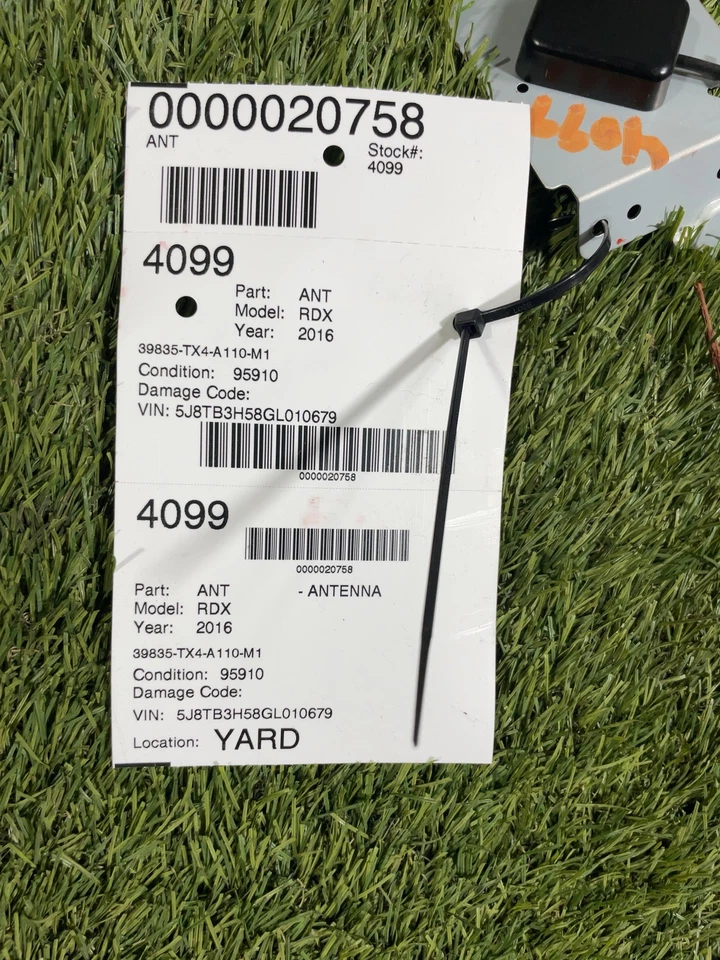 0000020758
ANT
Stock#:
4099
4099
4099
Part: ANT
Model: RDX
Year: 2016
39835-TX4-A110-M1
Condition: 95910
Damage Code:
VIN: 5J8TB3H58GL010679
0000020758
4099
0000020758
Part: ANT - ANTENNA
Model: RDX
Year: 2016
39835-TX4-A110-M1
Condition: 95910
Damage Code:
VIN: 5J8TB3H58GL010679
Location: YARD